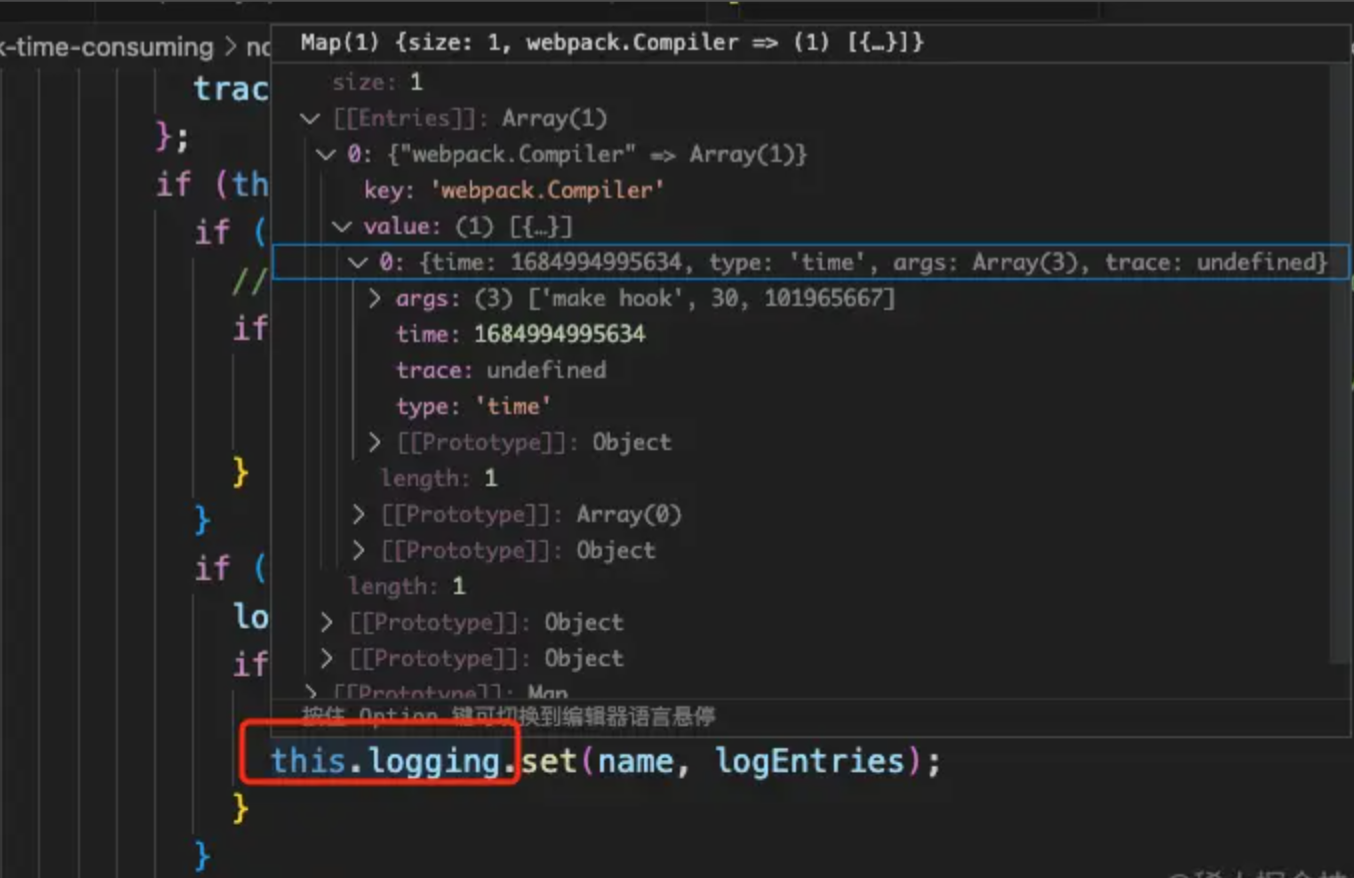 k-time-consuming > no
Map(1) {size: 1, webpack.Compiler => (1) [{…}]}
size: 1
trac
[[Entries]]: Array(1)
};
0: {"webpack.Compiler" => Array(1)}
if (th
key: 'webpack.Compiler'
value: (1) [{…}]
if (
0: {time: 1684994995634, type: 'time', args: Array(3), trace: undefined}
//
args: (3) ['make hook', 30, 101965667]
if
time: 1684994995634
trace: undefined
type: 'time'
[[Prototype]]: Object
}
length: 1
[[Prototype]]: Array(0)
}
[[Prototype]]: Object
if (
length: 1
lo
[[Prototype]]: Object
if
[[Prototype]]: Object
[[Prototype]]: Map
按住 Option 键可切换到编辑器语言悬停
this.logging.set(name, logEntries);
}
}